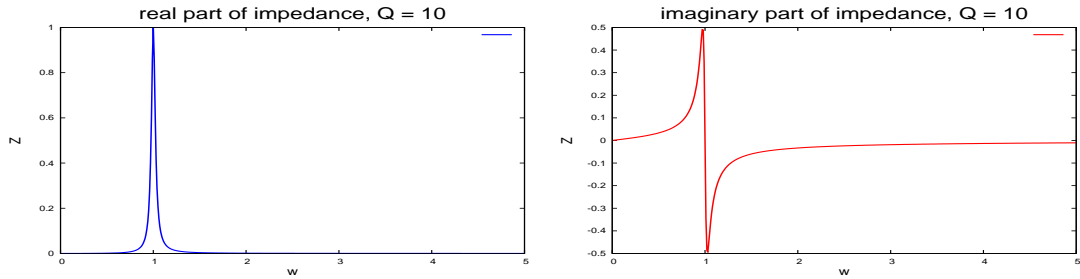 real part of impedance, Q = 10
Z
1
0.8
0.6
0.4
0.2
0
0 1 2 3 4 5
w
imaginary part of impedance, Q = 10
Z
0.5
0.4
0.3
0.2
0.1
0
-0.1
-0.2
-0.3
-0.4
-0.5
0 1 2 3 4 5
w